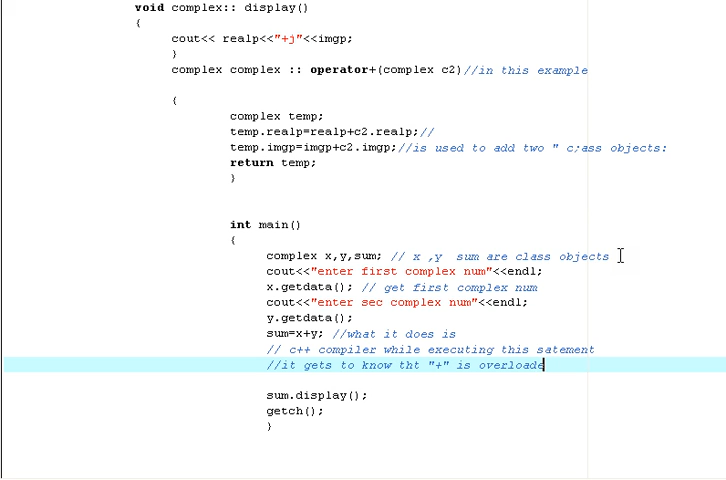 void complex:: display()
{
cout<< realp<<"+j"<<imgp;
}
complex complex :: operator+(complex c2)//in this example
{
complex temp;
temp.realp=realp+c2.realp;//
temp.imgp=imgp+c2.imgp;//is used to add two " c;ass objects:
return temp;
}
int main()
{
complex x,y,sum; // x ,y  sum are class objects
cout<<"enter first complex num"<<endl;
x.getdata(); // get first complex num
cout<<"enter sec complex num"<<endl;
y.getdata();
sum=x+y; //what it does is
// c++ compiler while executing this satement
//it gets to know tht "+" is overloade
sum.display();
getch();
}